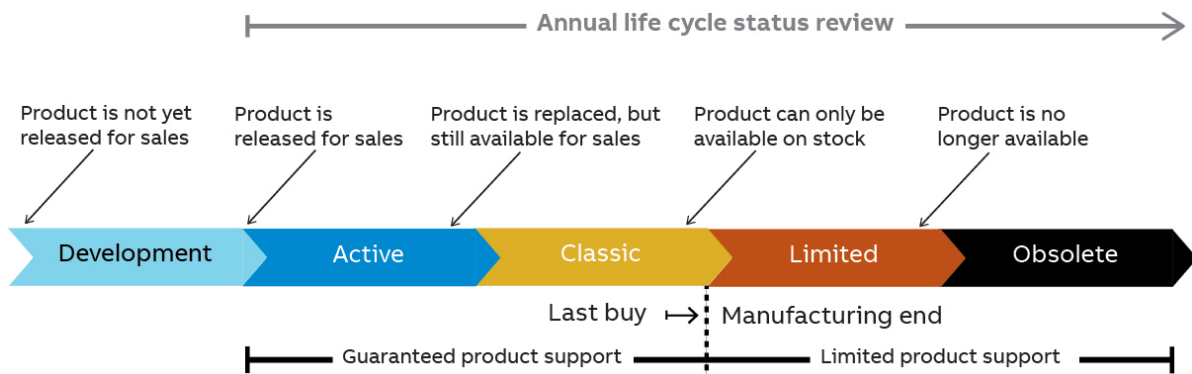 Annual life cycle status review
Product is not yet
released for sales
Product is
released for sales
Product is replaced, but
still available for sales
Product can only be
available on stock
Product is no
longer available
Development
Active
Classic
Limited
Obsolete
Last buy
Manufacturing end
Guaranteed product support
Limited product support